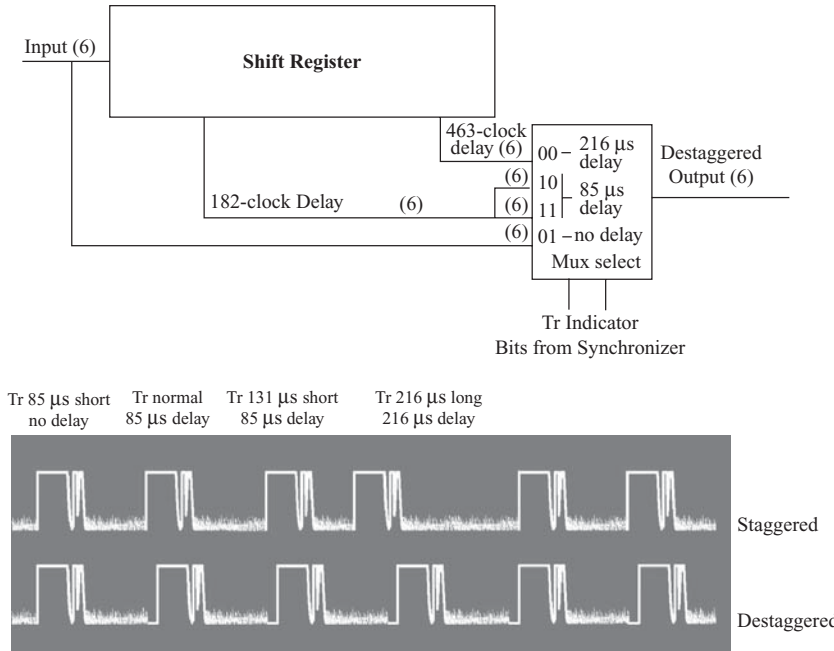 Input (6)
Shift Register
463-clock
delay (6)
00 – 216 μs
delay
Destaggered
Output (6)
(6)
10
85 μs
delay
182-clock Delay
(6)
(6)
11
(6)
01 – no delay
Mux select
Tr Indicator
Bits from Synchronizer
Tr 85 μs short
no delay
Tr normal
85 μs delay
Tr 131 μs short
85 μs delay
Tr 216 μs long
216 μs delay
Staggered
Destaggered